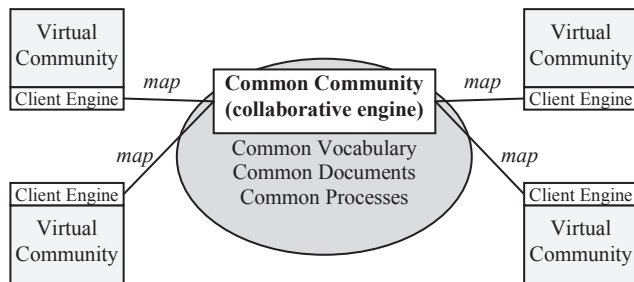 Virtual
Community
Client Engine
map
Common Community
(collaborative engine)
map
Virtual
Community
Client Engine
map
Common Vocabulary
Common Documents
Common Processes
map
Client Engine
Virtual
Community
Client Engine
Virtual
Community